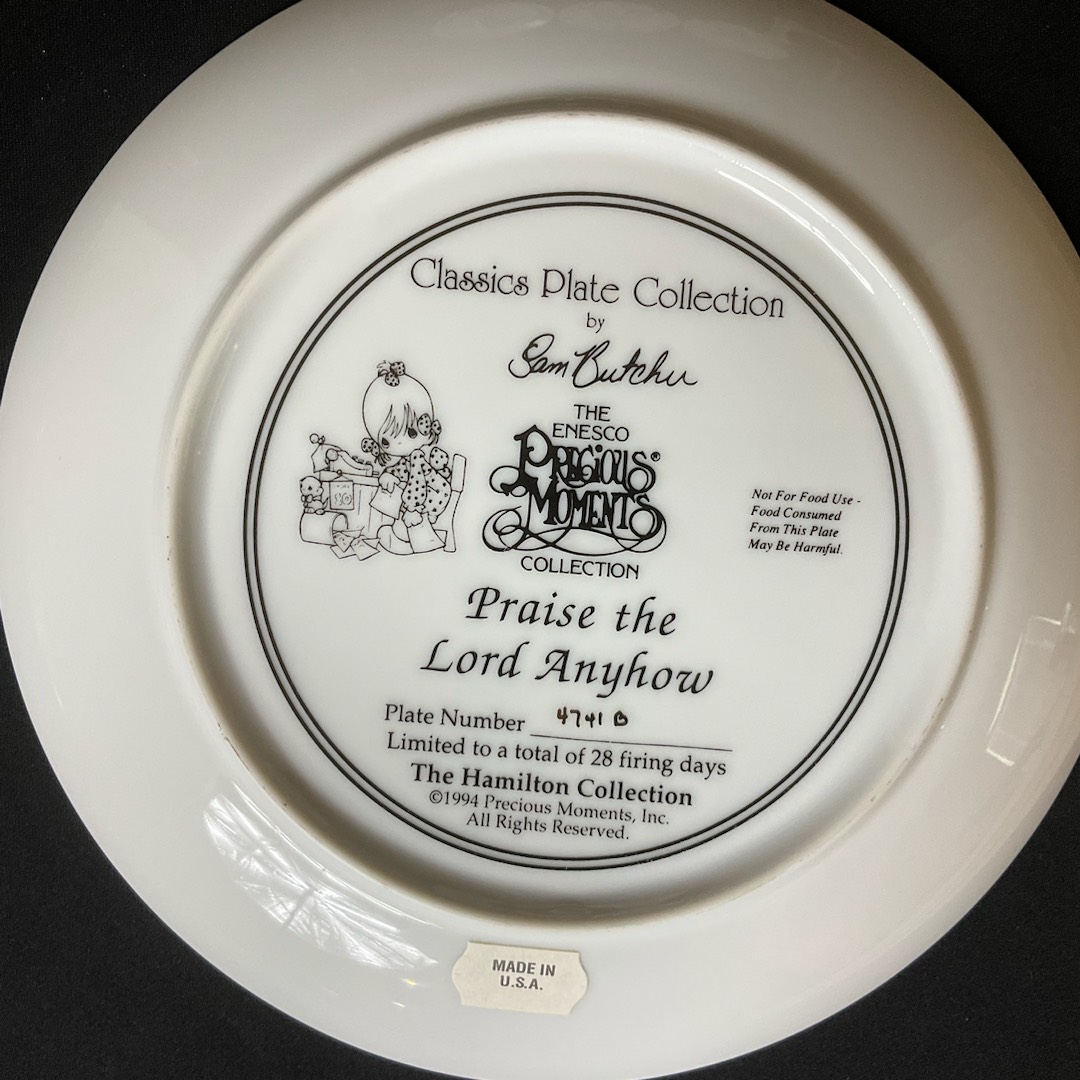 Classics Plate Collection
by
Sam Butcher
THE
ENESCO
PRECIOUS®
MOMENTS
COLLECTION
Not For Food Use -
Food Consumed
From This Plate
May Be Harmful.
Praise the
Lord Anyhow
Plate Number 4741 B
Limited to a total of 28 firing days
The Hamilton Collection
©1994 Precious Moments, Inc.
All Rights Reserved.
MADE IN
U.S.A.